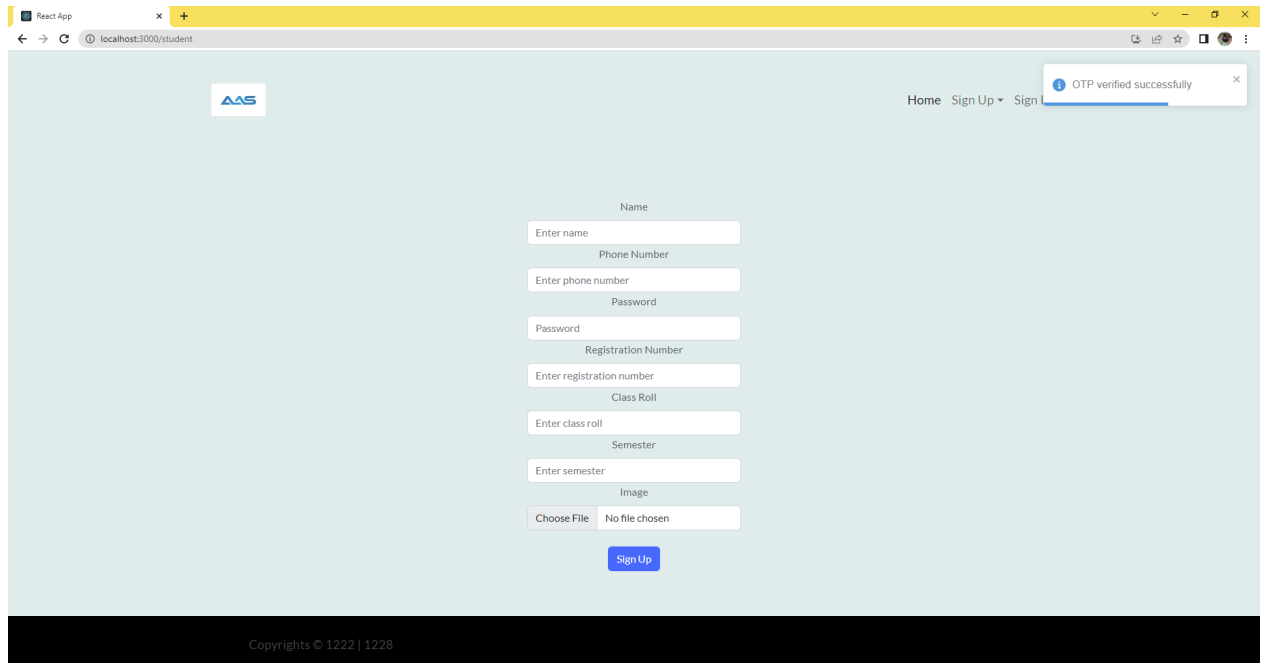 React App
localhost:3000/student
AAS
Home Sign Up Sign
OTP verified successfully
Name
Enter name
Phone Number
Enter phone number
Password
Password
Registration Number
Enter registration number
Class Roll
Enter class roll
Semester
Enter semester
Image
Choose File No file chosen
Sign Up
Copyrights © 1222 | 1228